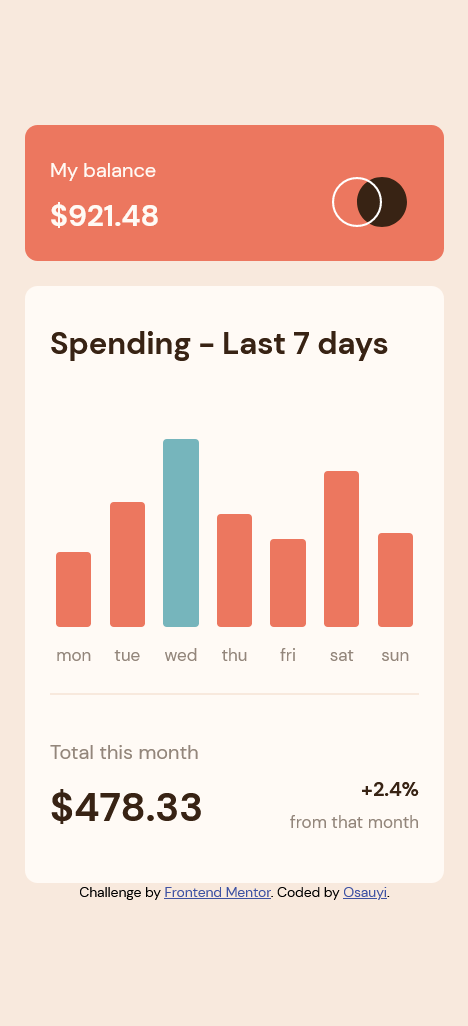 My balance
$921.48
Spending - Last 7 days
mon tue wed thu fri sat sun
Total this month
$478.33
+2.4%
from that month
Challenge by Frontend Mentor. Coded by Osauyi.